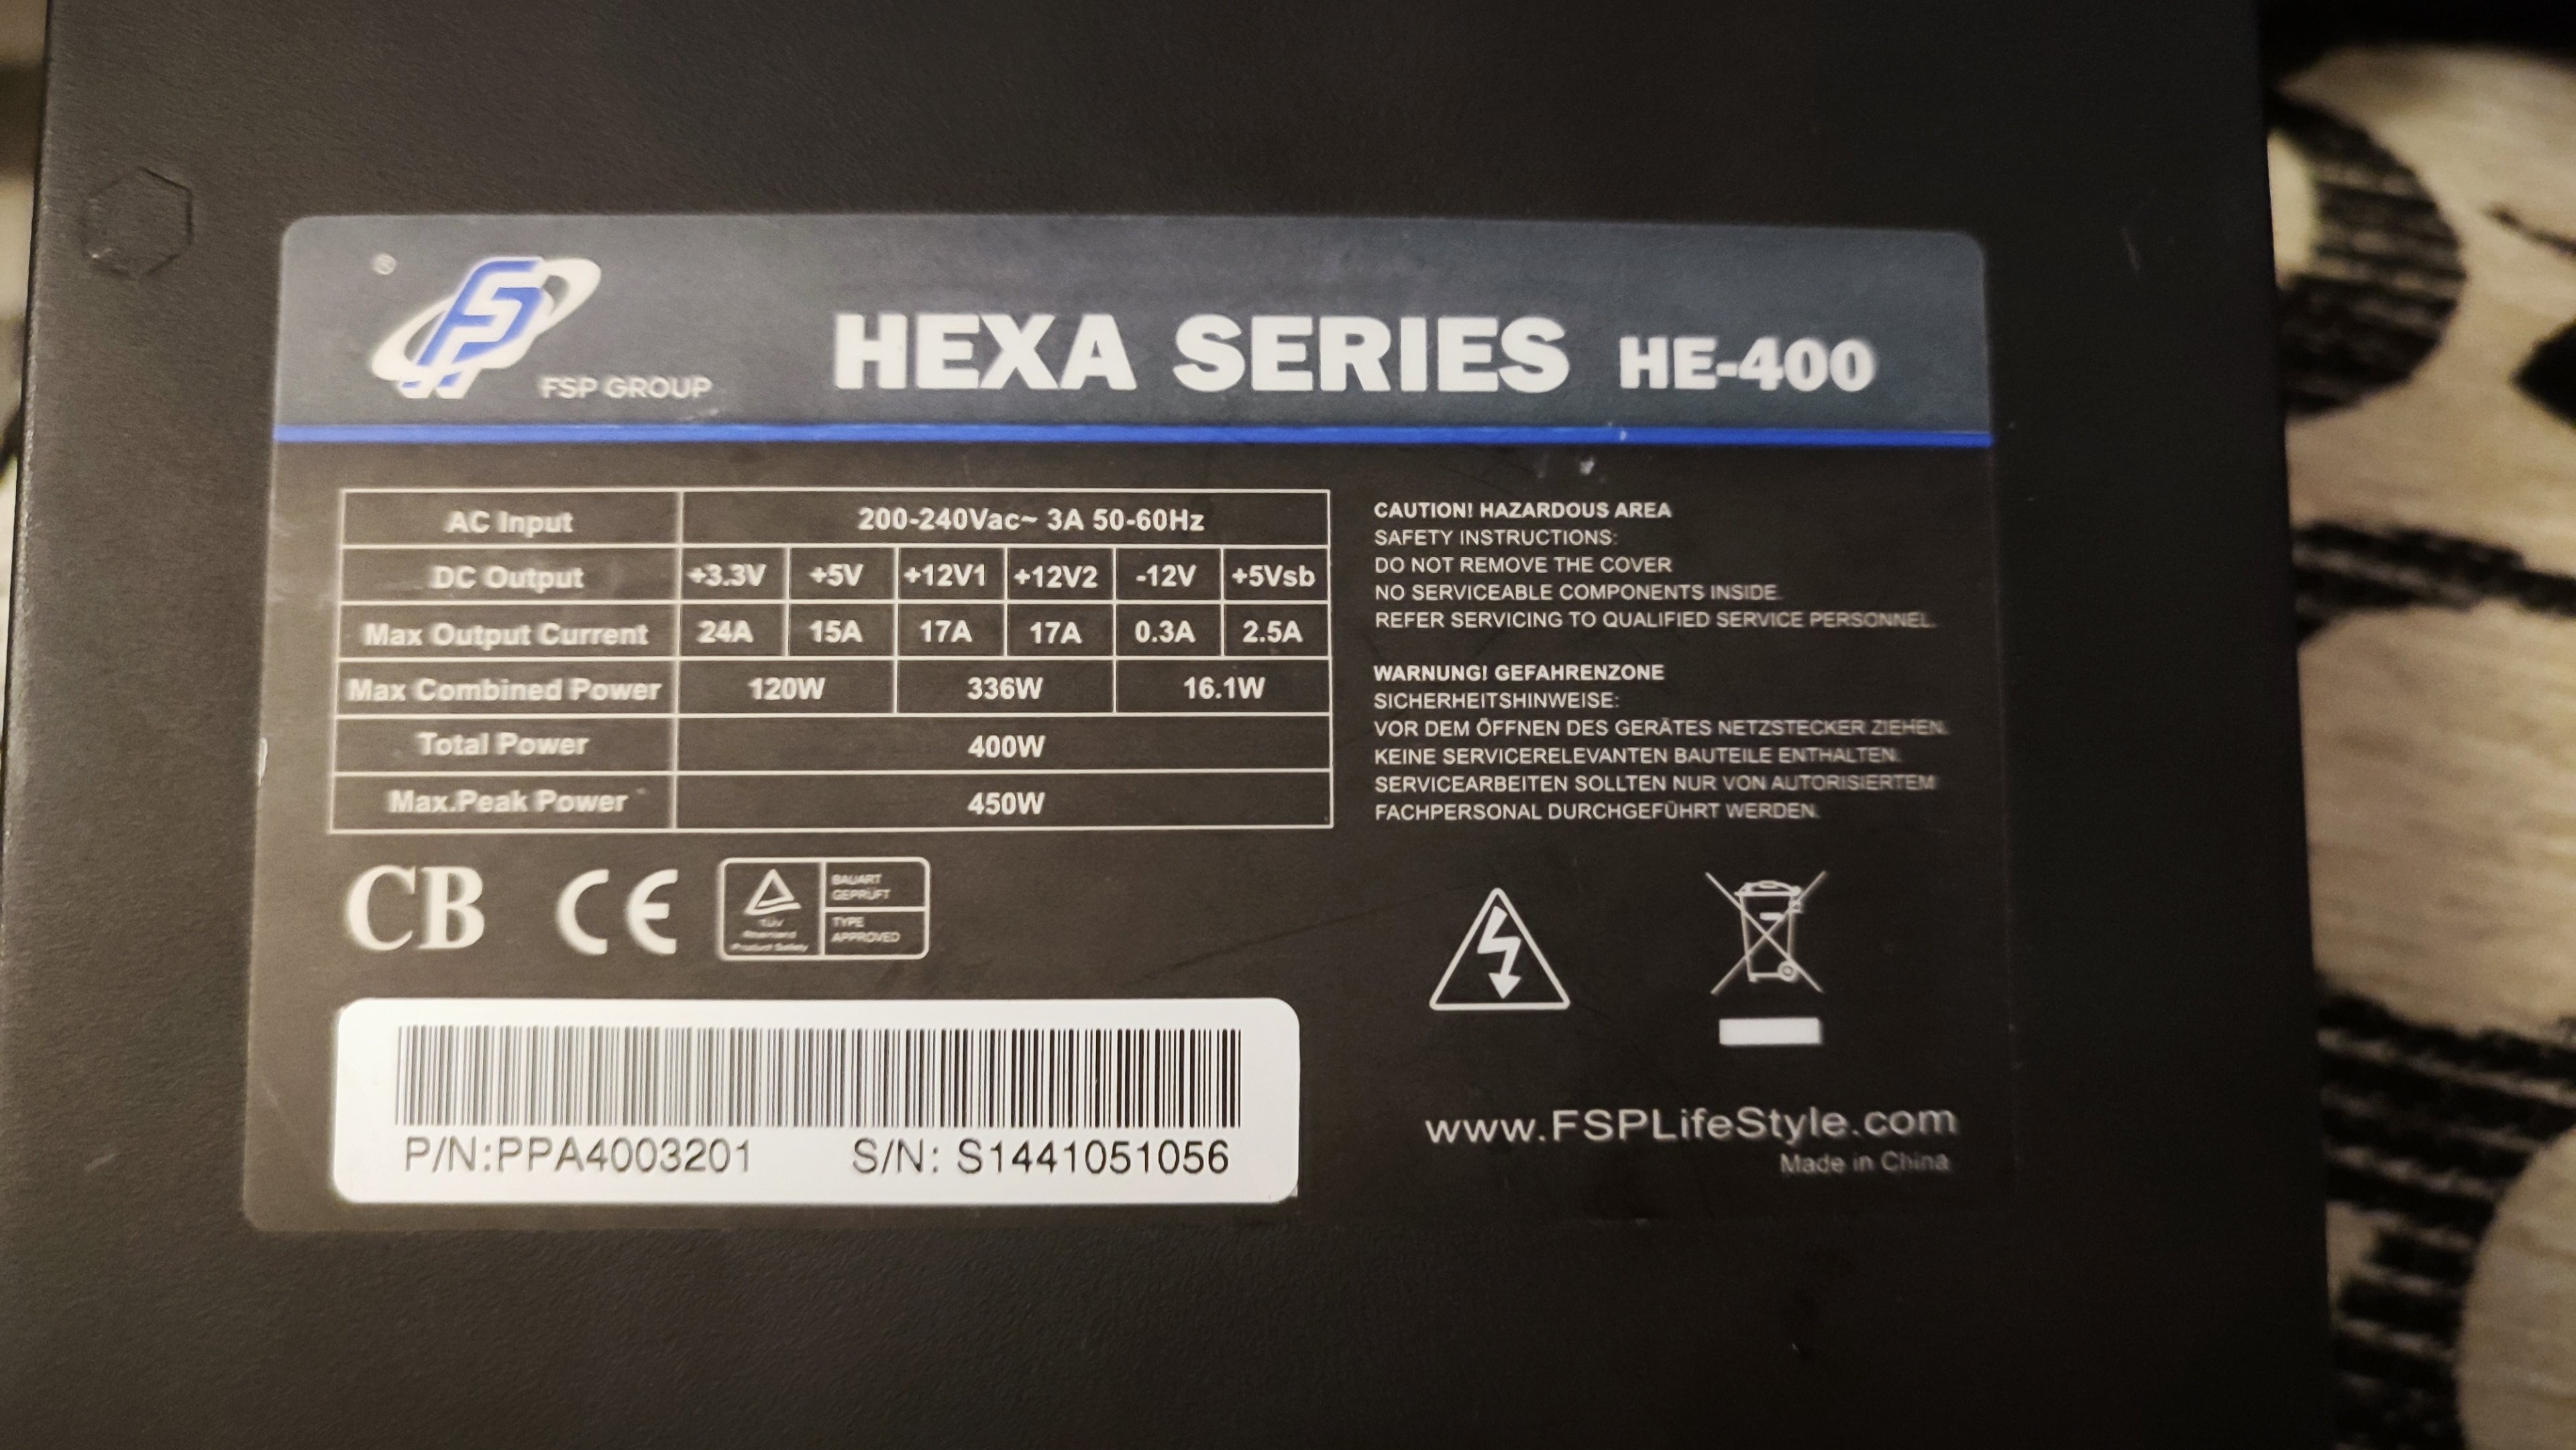 ®
FSP GROUP
HEXA SERIES HE-400
AC Input 200-240Vac~ 3A 50-60Hz
DC Output +3.3V +5V +12V1 +12V2 -12V +5Vsb
Max Output Current 24A 15A 17A 17A 0.3A 2.5A
Max Combined Power 120W 336W 16.1W
Total Power 400W
Max.Peak Power 450W
CAUTION! HAZARDOUS AREA
SAFETY INSTRUCTIONS:
DO NOT REMOVE THE COVER
NO SERVICEABLE COMPONENTS INSIDE.
REFER SERVICING TO QUALIFIED SERVICE PERSONNEL.
WARNUNG! GEFAHRENZONE
SICHERHEITSHINWEISE:
VOR DEM ÖFFNEN DES GERÄTES NETZSTECKER ZIEHEN.
KEINE SERVICERELEVANTEN BAUTEILE ENTHALTEN.
SERVICEARBEITEN SOLLTEN NUR VON AUTORISIERTEM
FACHPERSONAL DURCHGEFÜHRT WERDEN.
CB CE
TÜV
Rheinland
Product Safety
BAUART
GEPRÜFT
TYPE
APPROVED
P/N:PPA4003201 S/N: S1441051056
www.FSPLifeStyle.com
Made in China